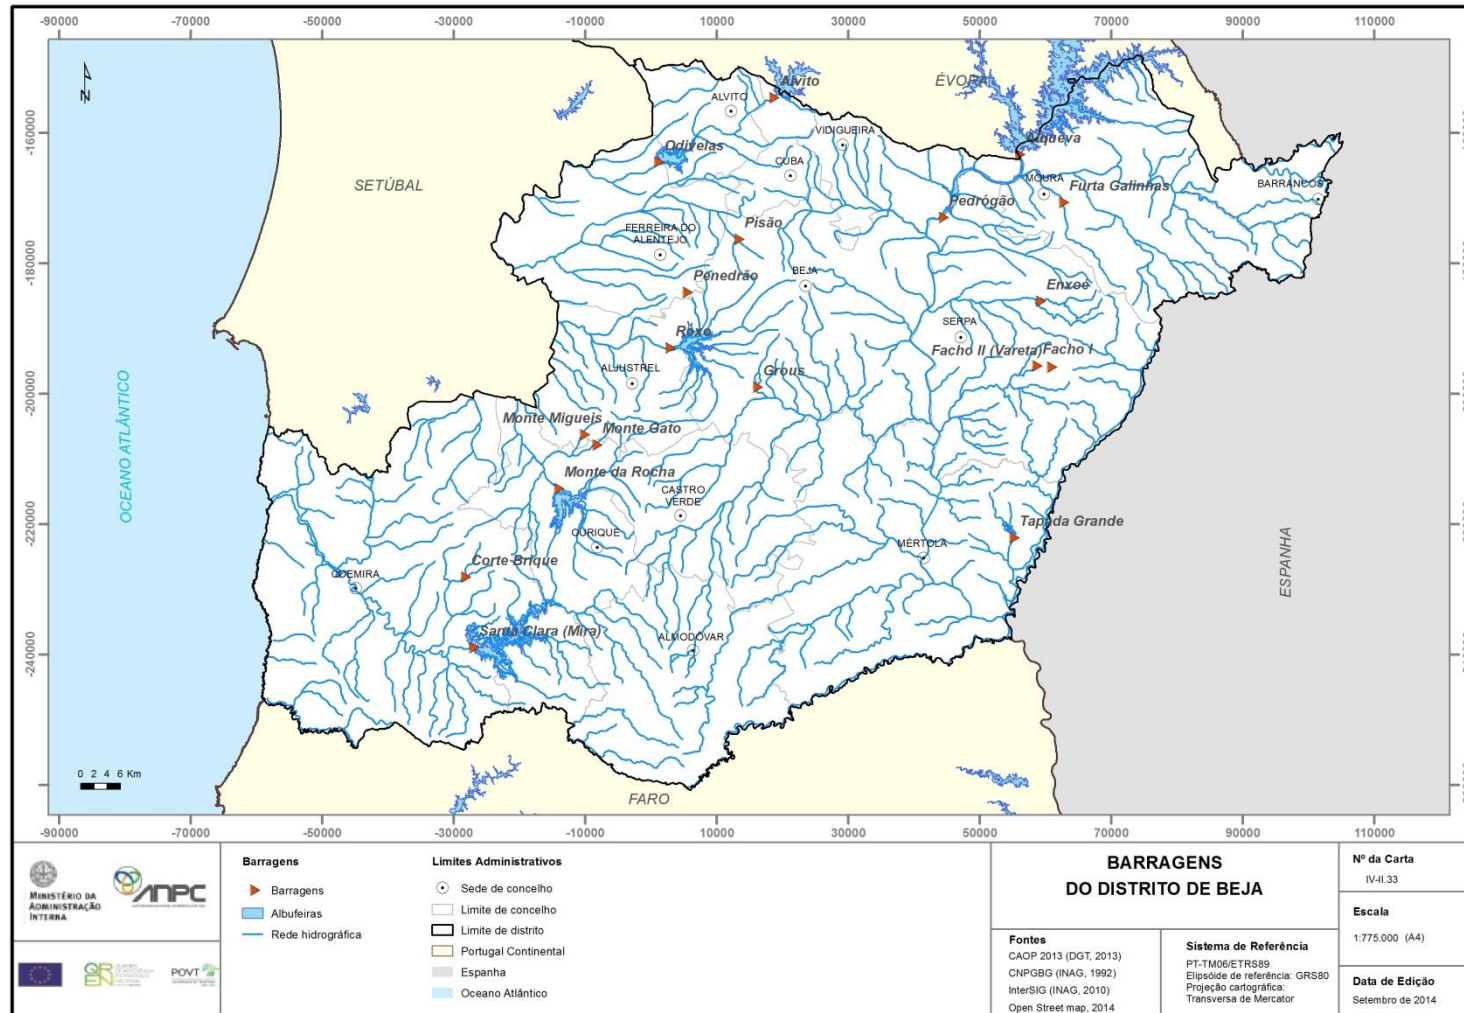 -90000 -70000 -50000 -30000 -10000 10000 30000 50000 70000 90000 110000
N
-160000
-180000
-200000
-220000
-240000
Alvito
ÉVORA
ALVITO
VIDIGUEIRA
Alqueva
Odivelas
CUBA
SETÚBAL
MOURA
Furta Galinhas
BARRANCOS
Pedrógão
Pisão
FERREIRA DO
ALENTEJO
BEJA
Penedrão
Enxoe
SERPA
Roxo
Facho II (Vareta)
Facho I
ALJUSTREL
Grous
OCEANO ATLÂNTICO
Monte Migueis
Monte Gato
Monte da Rocha
CASTRO
VERDE
Tapada Grande
OURIQUE
MÉRTOLA
ESPANHA
Corte Brique
ODEMIRA
Santa Clara (Mira)
ALMODÔVAR
0 2 4 6 Km
FARO
-90000 -70000 -50000 -30000 -10000 10000 30000 50000 70000 90000 110000
MINISTÉRIO DA
ADMINISTRAÇÃO
INTERNA
ANPC
QREN
POVT
Barragens
Barragens
Albufeiras
Rede hidrográfica
Limites Administrativos
Sede de concelho
Limite de concelho
Limite de distrito
Portugal Continental
Espanha
Oceano Atlântico
BARRAGENS
DO DISTRITO DE BEJA
Fontes
CAOP 2013 (DGT, 2013)
CNPGBG (INAG, 1992)
InterSIG (INAG, 2010)
Open Street map, 2014
Sistema de Referência
PT-TM06/ETRS89
Elipsóide de referência: GRS80
Projeção cartográfica:
Transversa de Mercator
Nº da Carta
IV-II.33
Escala
1:775.000 (A4)
Data de Edição
Setembro de 2014